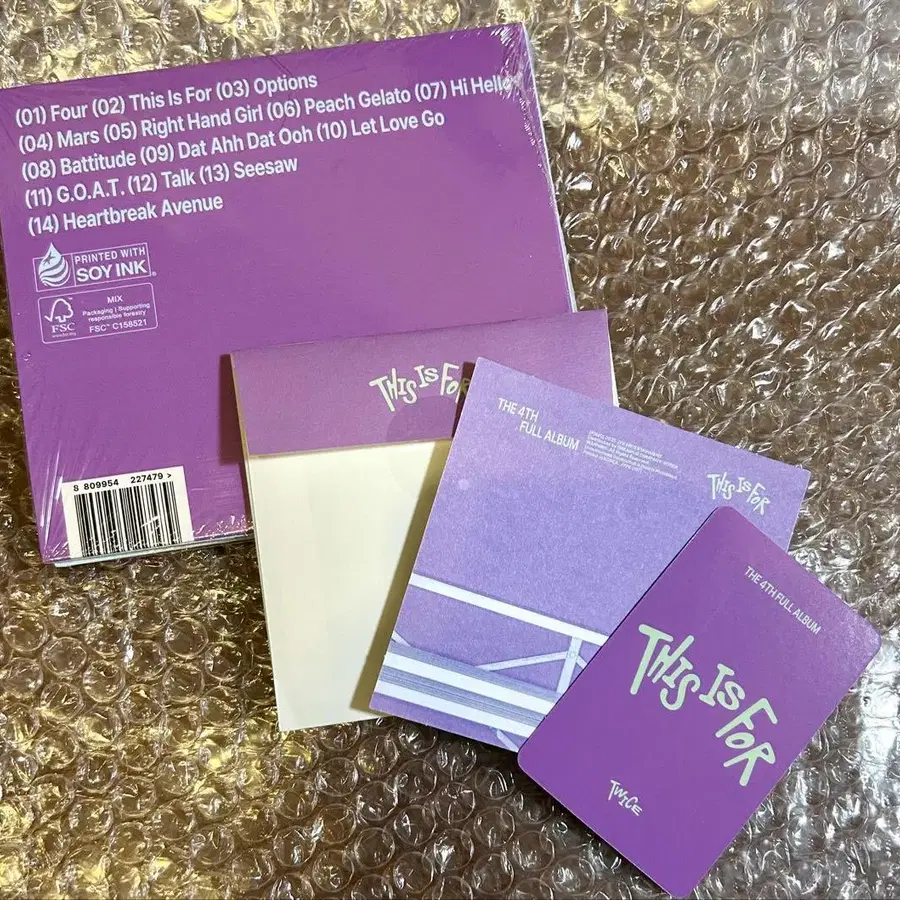 (01) Four (02) This Is For (03) Options
(04) Mars (05) Right Hand Girl (06) Peach Gelato (07) Hi Hello
(08) Battitude (09) Dat Ahh Dat Ooh (10) Let Love Go
(11) G.O.A.T. (12) Talk (13) Seesaw
(14) Heartbreak Avenue
PRINTED WITH
SOY INK
FSC
MIX
Packaging | Supporting
responsible forestry
FSC™ C158521
8 809954 227479 >
THIS IS FOR
THE 4TH
FULL ALBUM
THIS IS FOR
THE 4TH FULL ALBUM
THIS IS FOR
TWICE